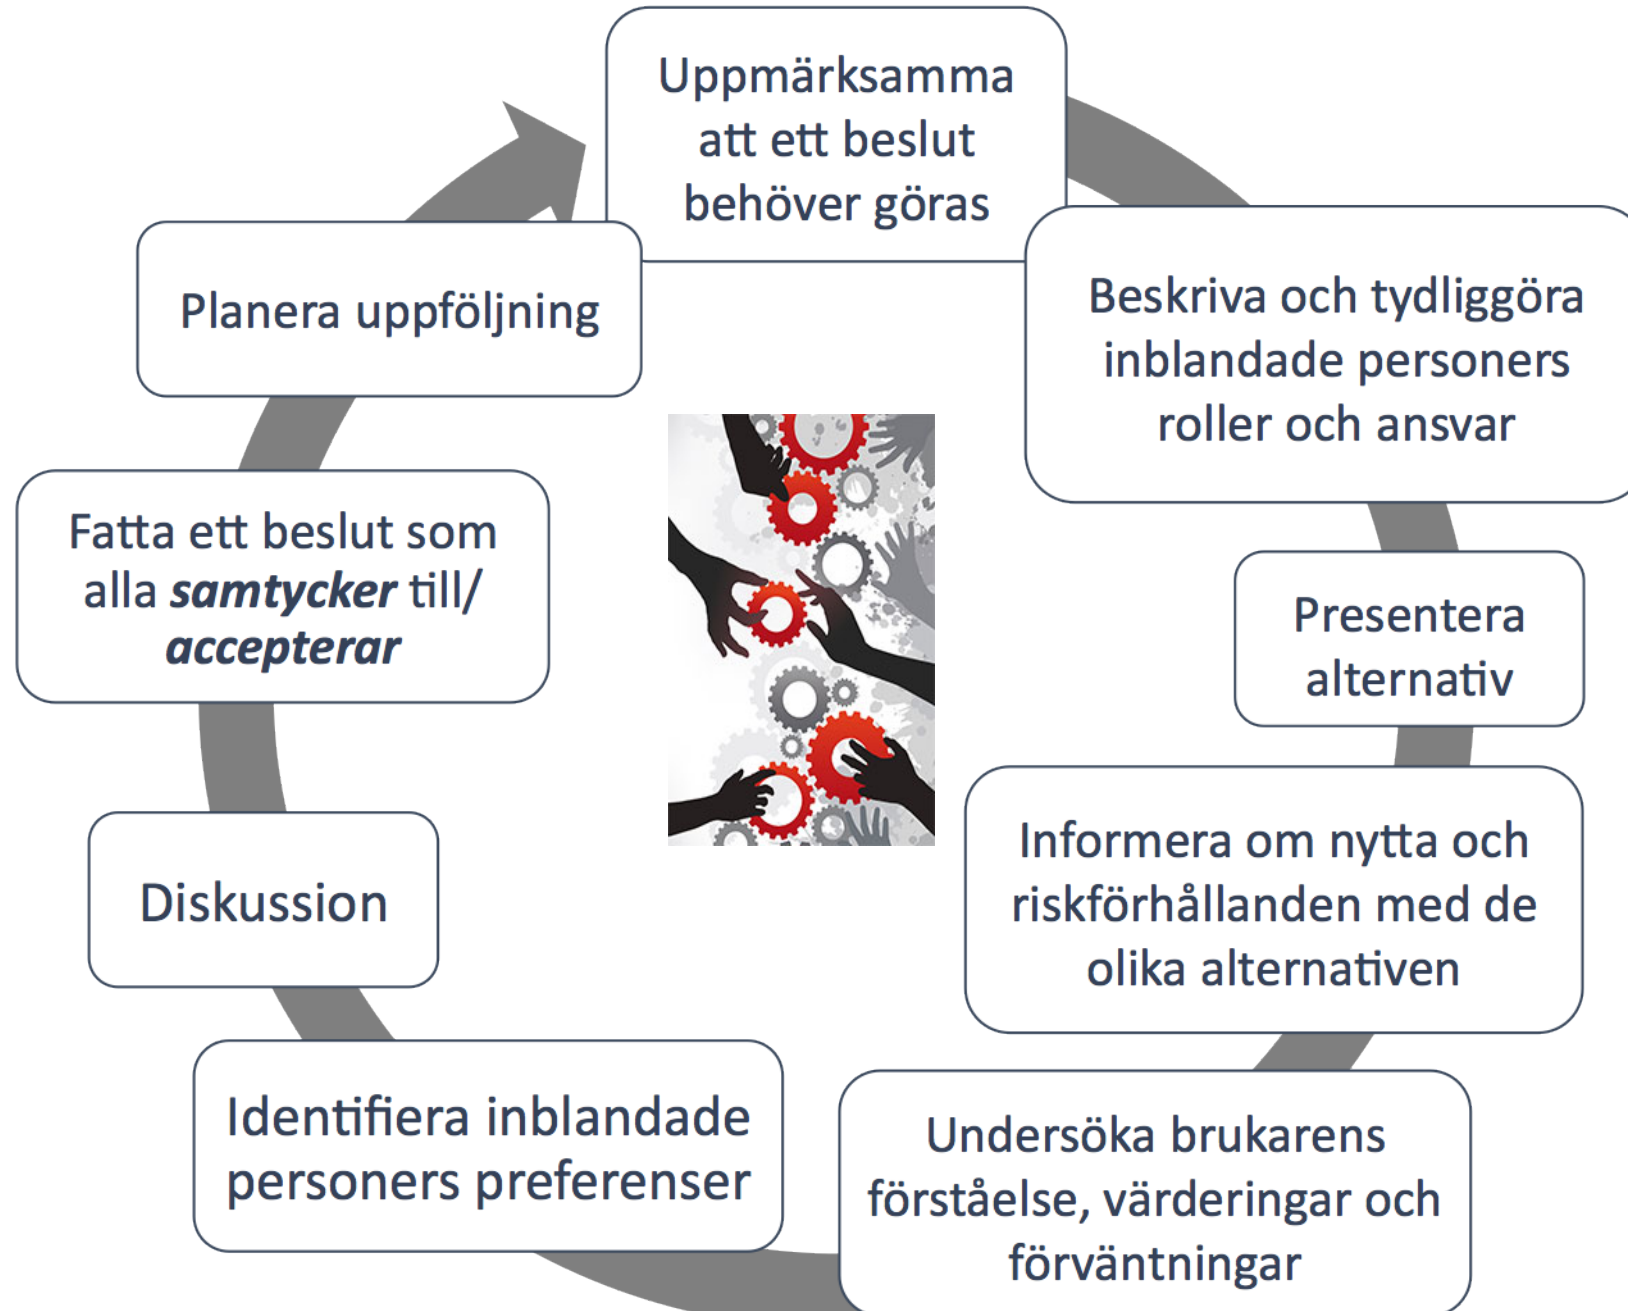 Uppmärksamma
att ett beslut
behöver göras
Beskriva och tydliggöra
inblandade personers
roller och ansvar
Presentera
alternativ
Informera om nytta och
riskförhållanden med de
olika alternativen
Undersöka brukarens
förståelse, värderingar och
förväntningar
Identifiera inblandade
personers preferenser
Diskussion
Fatta ett beslut som
alla samtycker till/
accepterar
Planera uppföljning